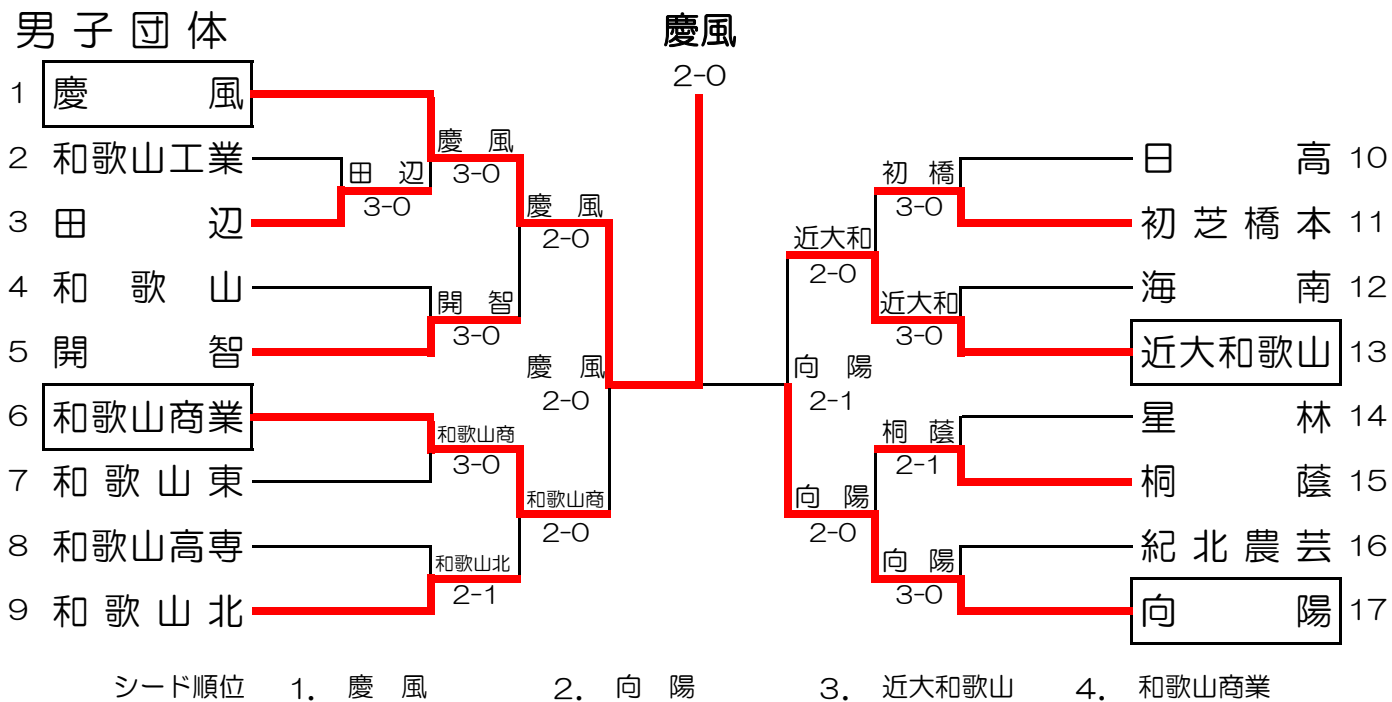 男子団体
慶風
2-0
1 慶風
2 和歌山工業
3 田辺
4 和歌山
5 開智
6 和歌山商業
7 和歌山東
8 和歌山高専
9 和歌山北
田辺
3-0
慶風
3-0
開智
3-0
和歌山商
3-0
和歌山北
2-1
慶風
2-0
和歌山商
2-0
慶風
2-0
向陽
2-1
近大和
2-0
向陽
2-0
初橋
3-0
近大和
3-0
桐蔭
2-1
向陽
3-0
日高 10
初芝橋本 11
海南 12
近大和歌山 13
星林 14
桐蔭 15
紀北農芸 16
向陽 17
シード順位 1. 慶風 2. 向陽 3. 近大和歌山 4. 和歌山商業